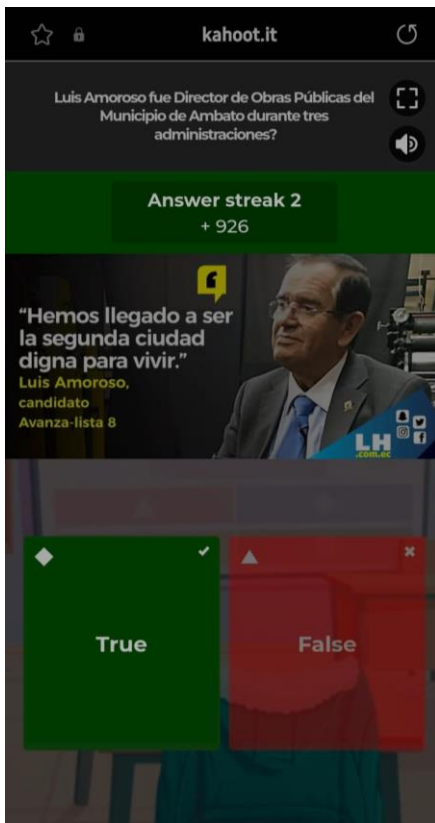 kahoot.it
Luis Amoroso fue Director de Obras Públicas del
Municipio de Ambato durante tres
administraciones?
Answer streak 2
+ 926
“Hemos llegado a ser
la segunda ciudad
digna para vivir.”
Luis Amoroso,
candidato
Avanza-lista 8
LH
.com.ec
True
False